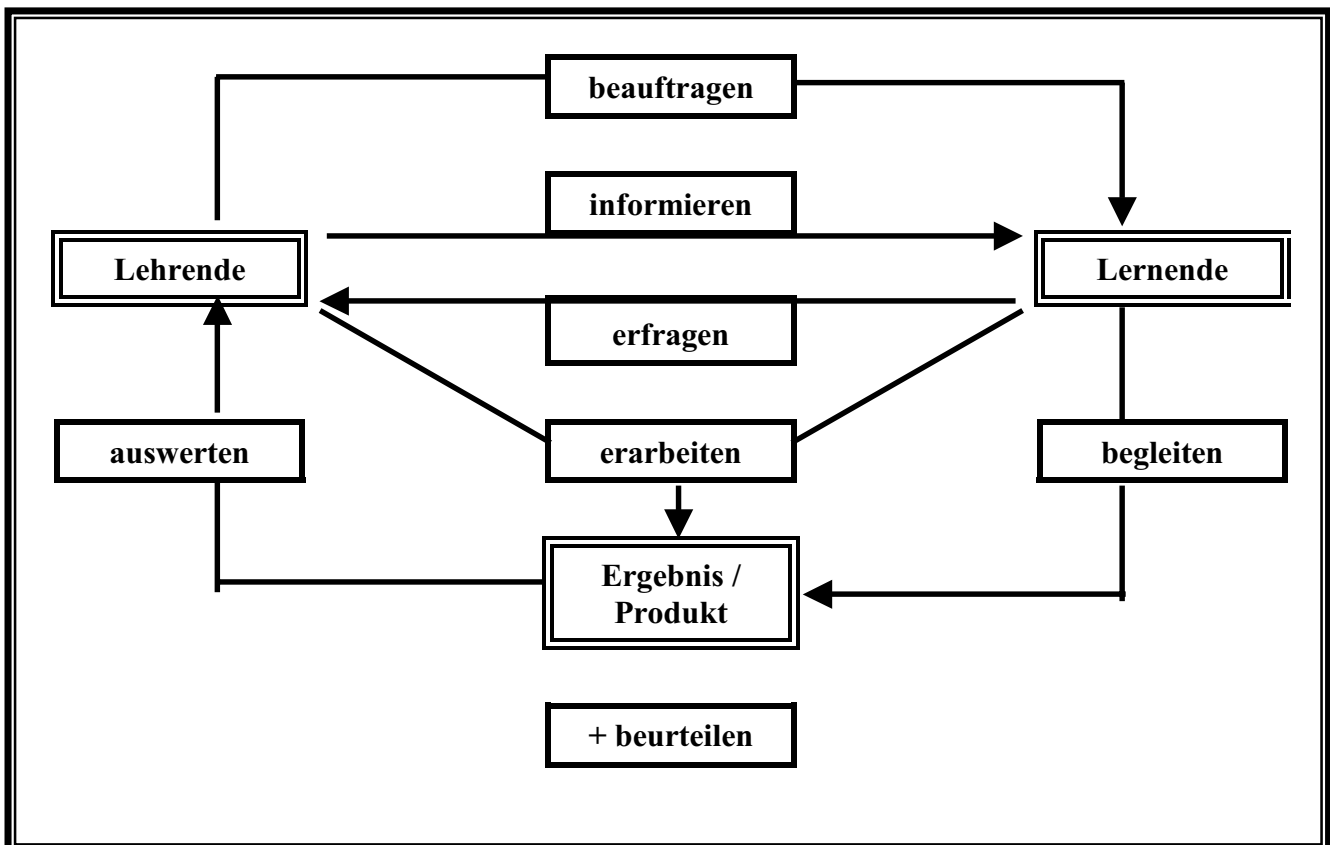 beauftragen
informieren
Lehrende
Lernende
erfragen
auswerten
erarbeiten
begleiten
Ergebnis /
Produkt
+ beurteilen